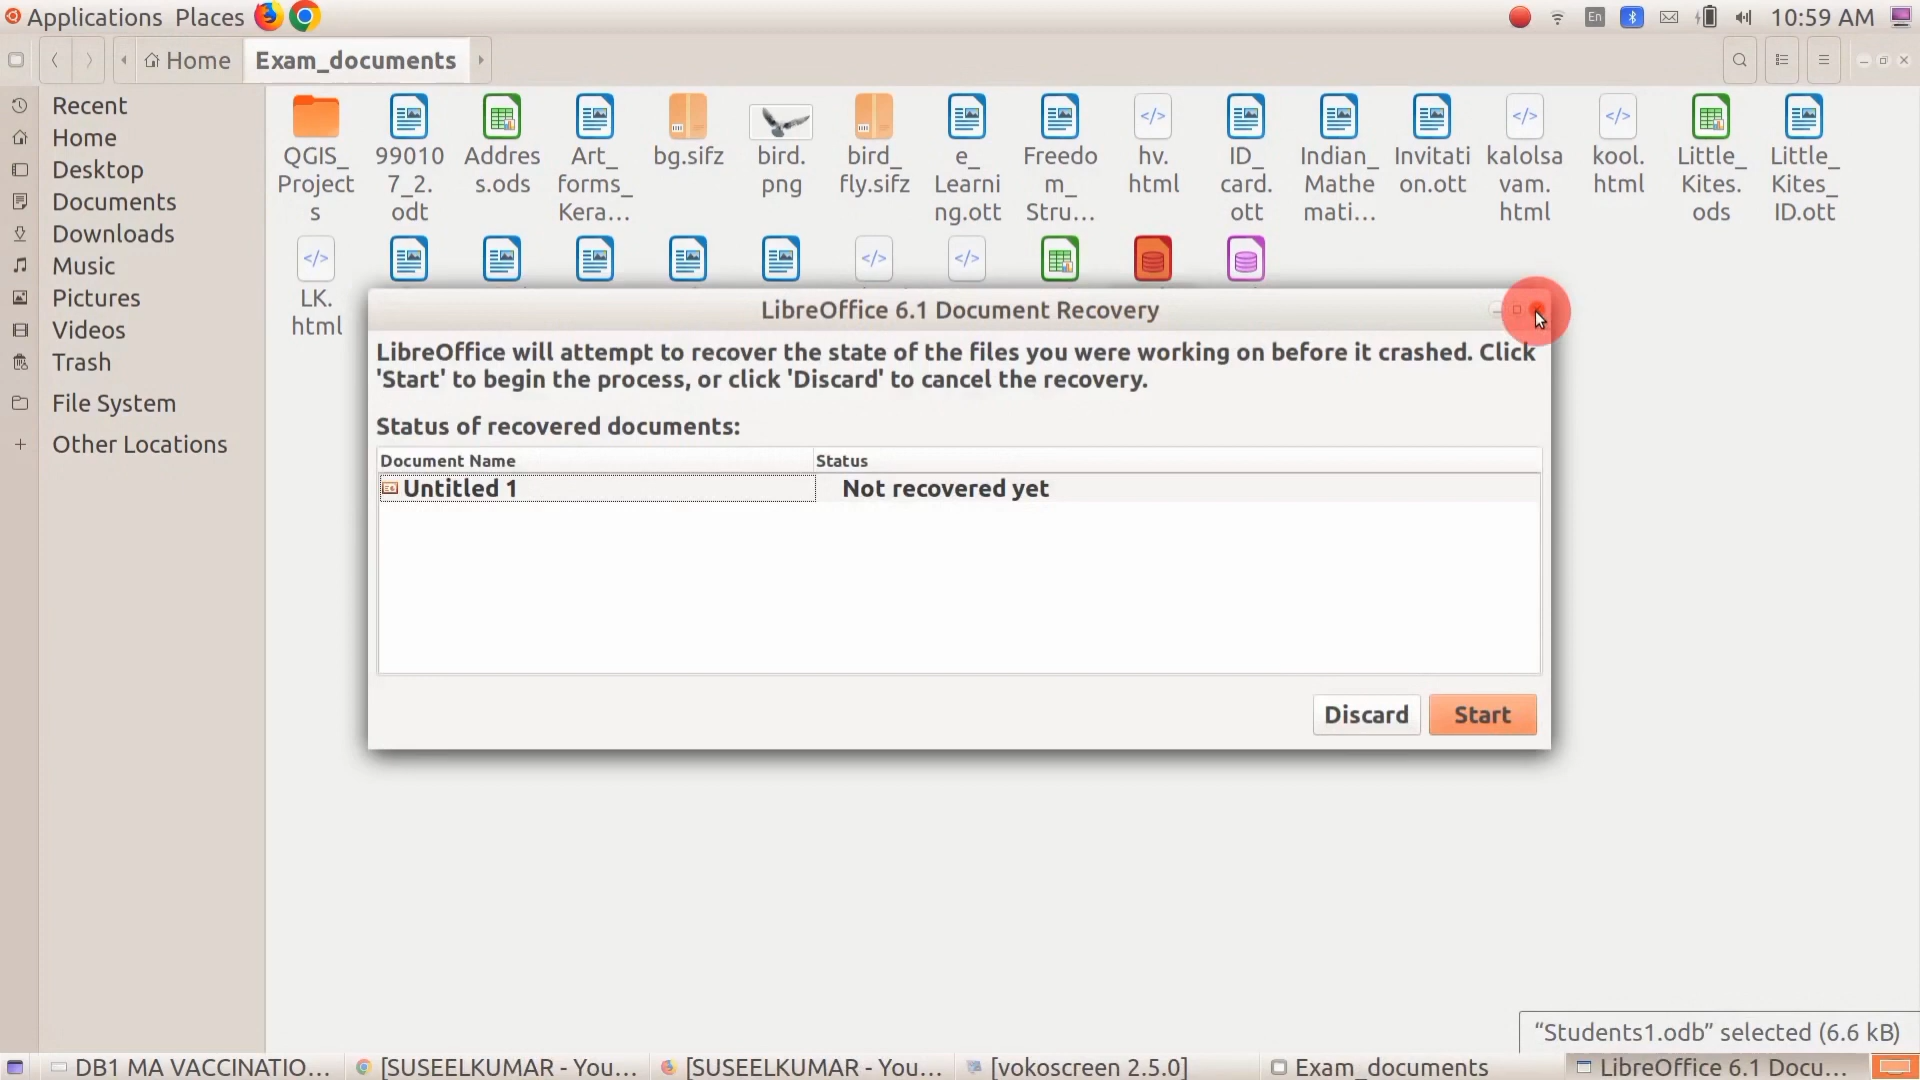 Applications Places En 10:59 AM
Home Exam_documents
Recent
Home
Desktop
Documents
Downloads
Music
Pictures
Videos
Trash
File System
Other Locations
QGIS_
Project
s
99010
7_2.
odt
Addres
s.ods
Art_
forms_
Kera...
bg.sifz
bird.
png
bird_
fly.sifz
e_
Learni
ng.ott
Freedo
m_
Stru...
hv.
html
ID_
card.
ott
Indian_
Mathe
mati...
Invitati
on.ott
kalolsa
vam.
html
kool.
html
Little_
Kites.
ods
Little_
Kites_
ID.ott
LK.
html
LibreOffice 6.1 Document Recovery
LibreOffice will attempt to recover the state of the files you were working on before it crashed. Click
'Start' to begin the process, or click 'Discard' to cancel the recovery.
Status of recovered documents:
Document Name Status
Untitled 1 Not recovered yet
Discard Start
“Students1.odb” selected (6.6 kB)
DB1 MA VACCINATIO... [SUSEELKUMAR - You... [SUSEELKUMAR - You... [vokoscreen 2.5.0] Exam_documents LibreOffice 6.1 Docu...